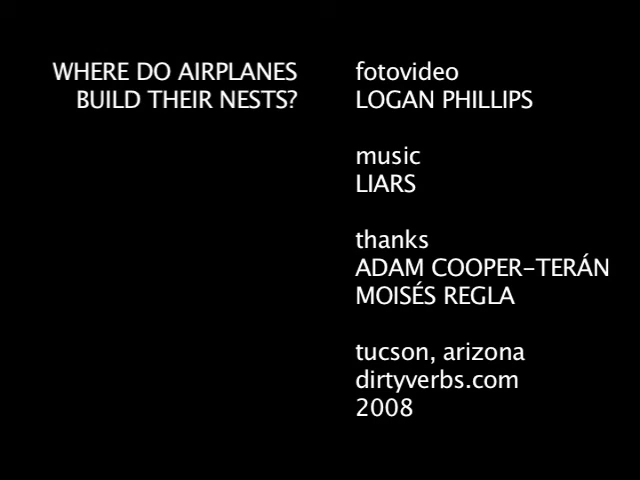 WHERE DO AIRPLANES
BUILD THEIR NESTS?
fotovideo
LOGAN PHILLIPS
music
LIARS
thanks
ADAM COOPER-TERÁN
MOISÉS REGLA
tucson, arizona
dirtyverbs.com
2008